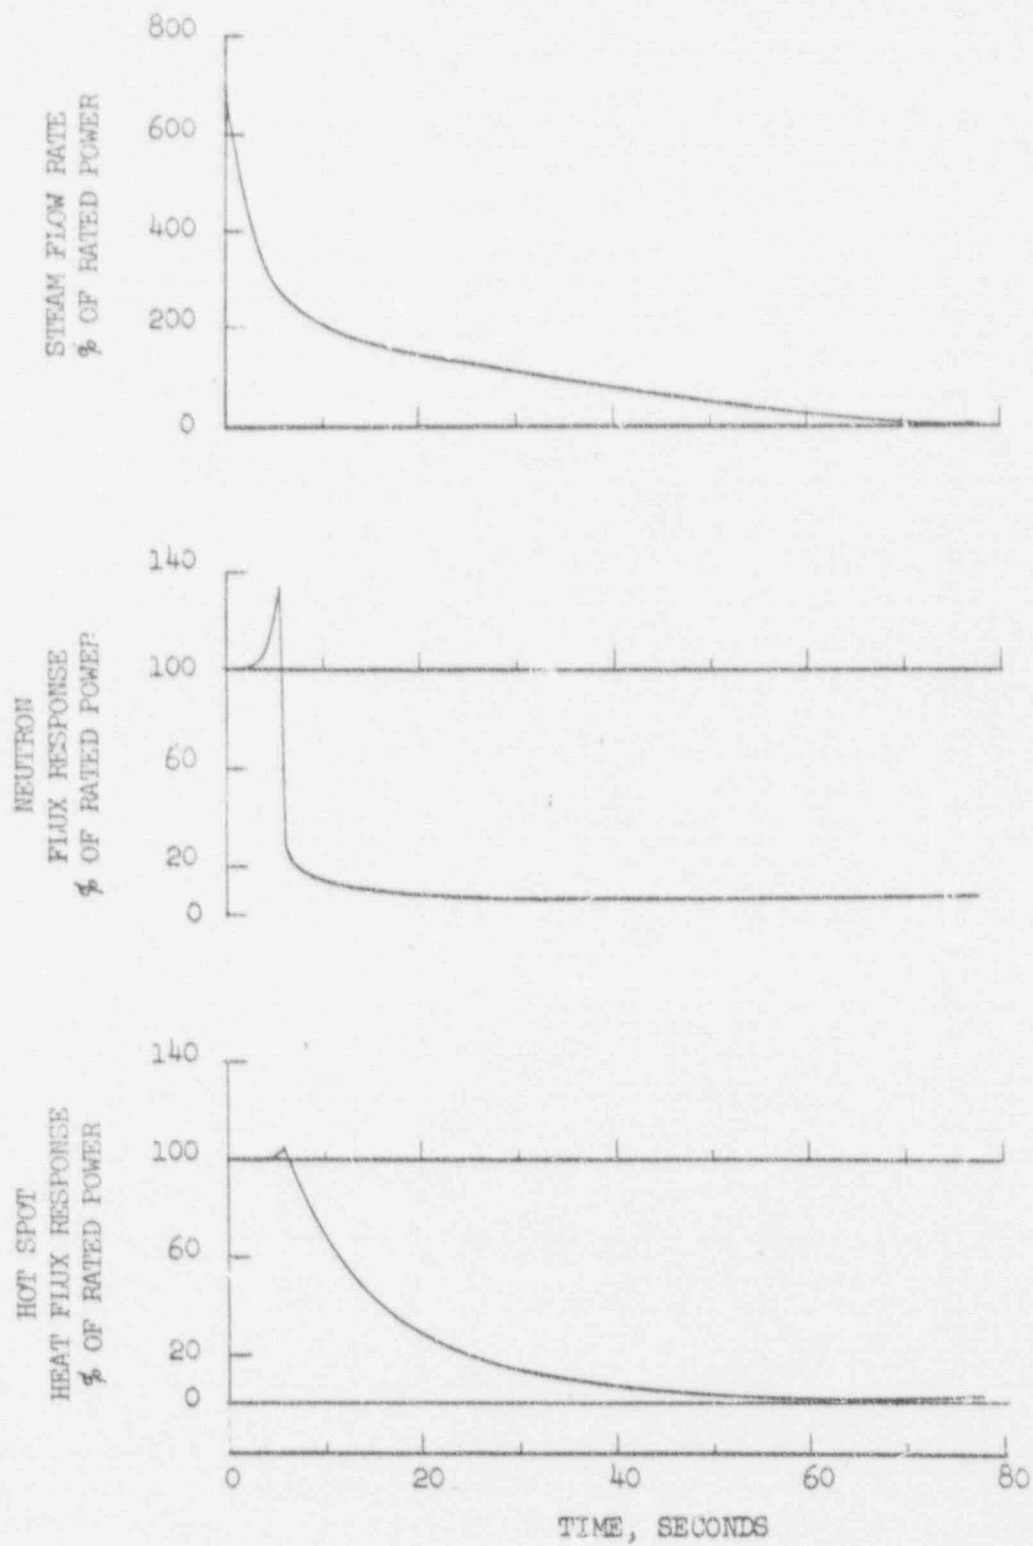 800
600
400
200
0
STEAM FLOW RATE
% OF RATED POWER
140
100
60
20
0
NEUTRON
FLUX RESPONSE
% OF RATED POWER
140
100
60
20
0
HOT SPOT
HEAT FLUX RESPONSE
% OF RATED POWER
0 20 40 60 80
TIME, SECONDS